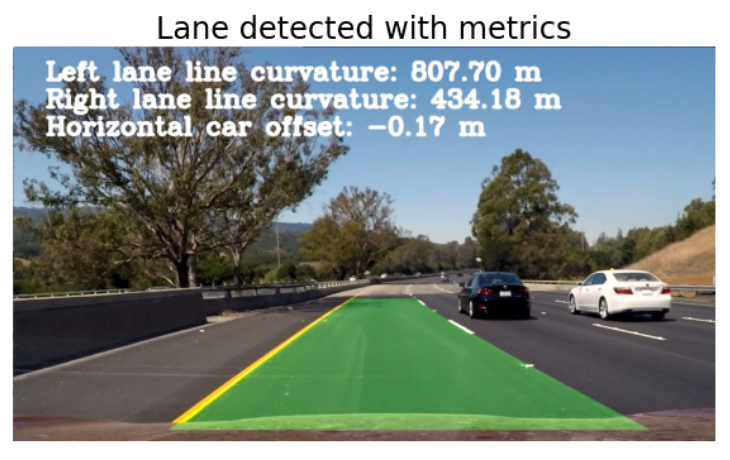 Lane detected with metrics
Left lane line curvature: 807.70 m
Right lane line curvature: 434.18 m
Horizontal car offset: −0.17 m